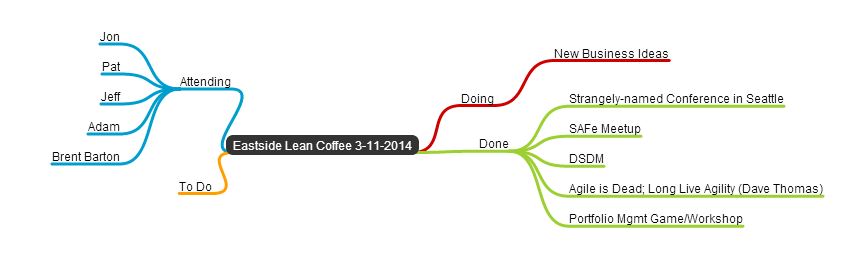 Eastside Lean Coffee 3-11-2014
Attending
Jon
Pat
Jeff
Adam
Brent Barton
To Do
Doing
New Business Ideas
Done
Strangely-named Conference in Seattle
SAFe Meetup
DSDM
Agile is Dead; Long Live Agility (Dave Thomas)
Portfolio Mgmt Game/Workshop